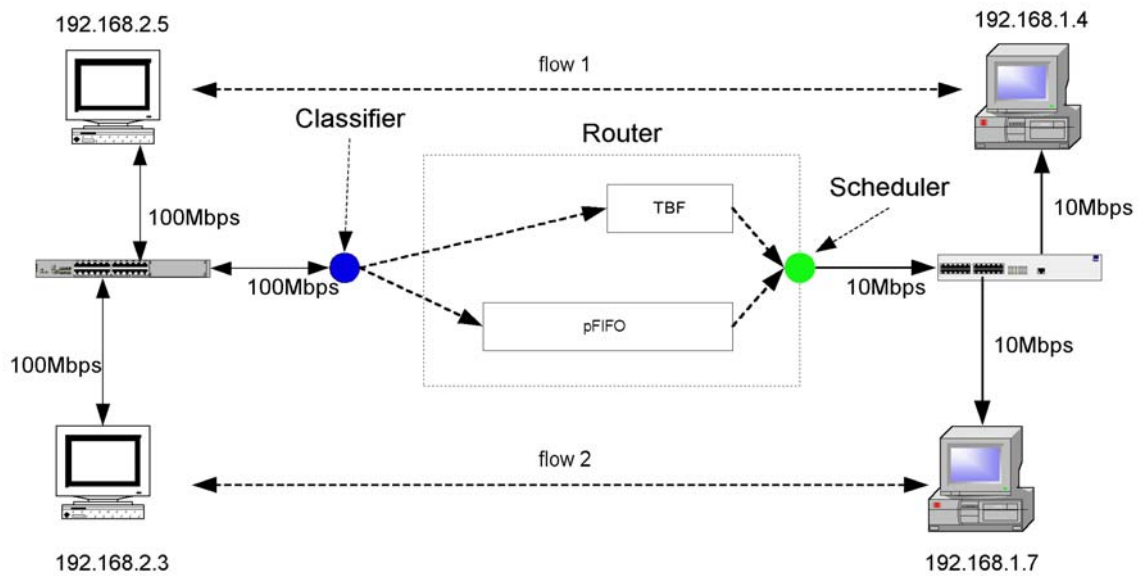 192.168.2.5
192.168.1.4
flow 1
Classifier
Router
Scheduler
100Mbps
TBF
10Mbps
100Mbps
10Mbps
pFIFO
10Mbps
100Mbps
flow 2
192.168.2.3
192.168.1.7